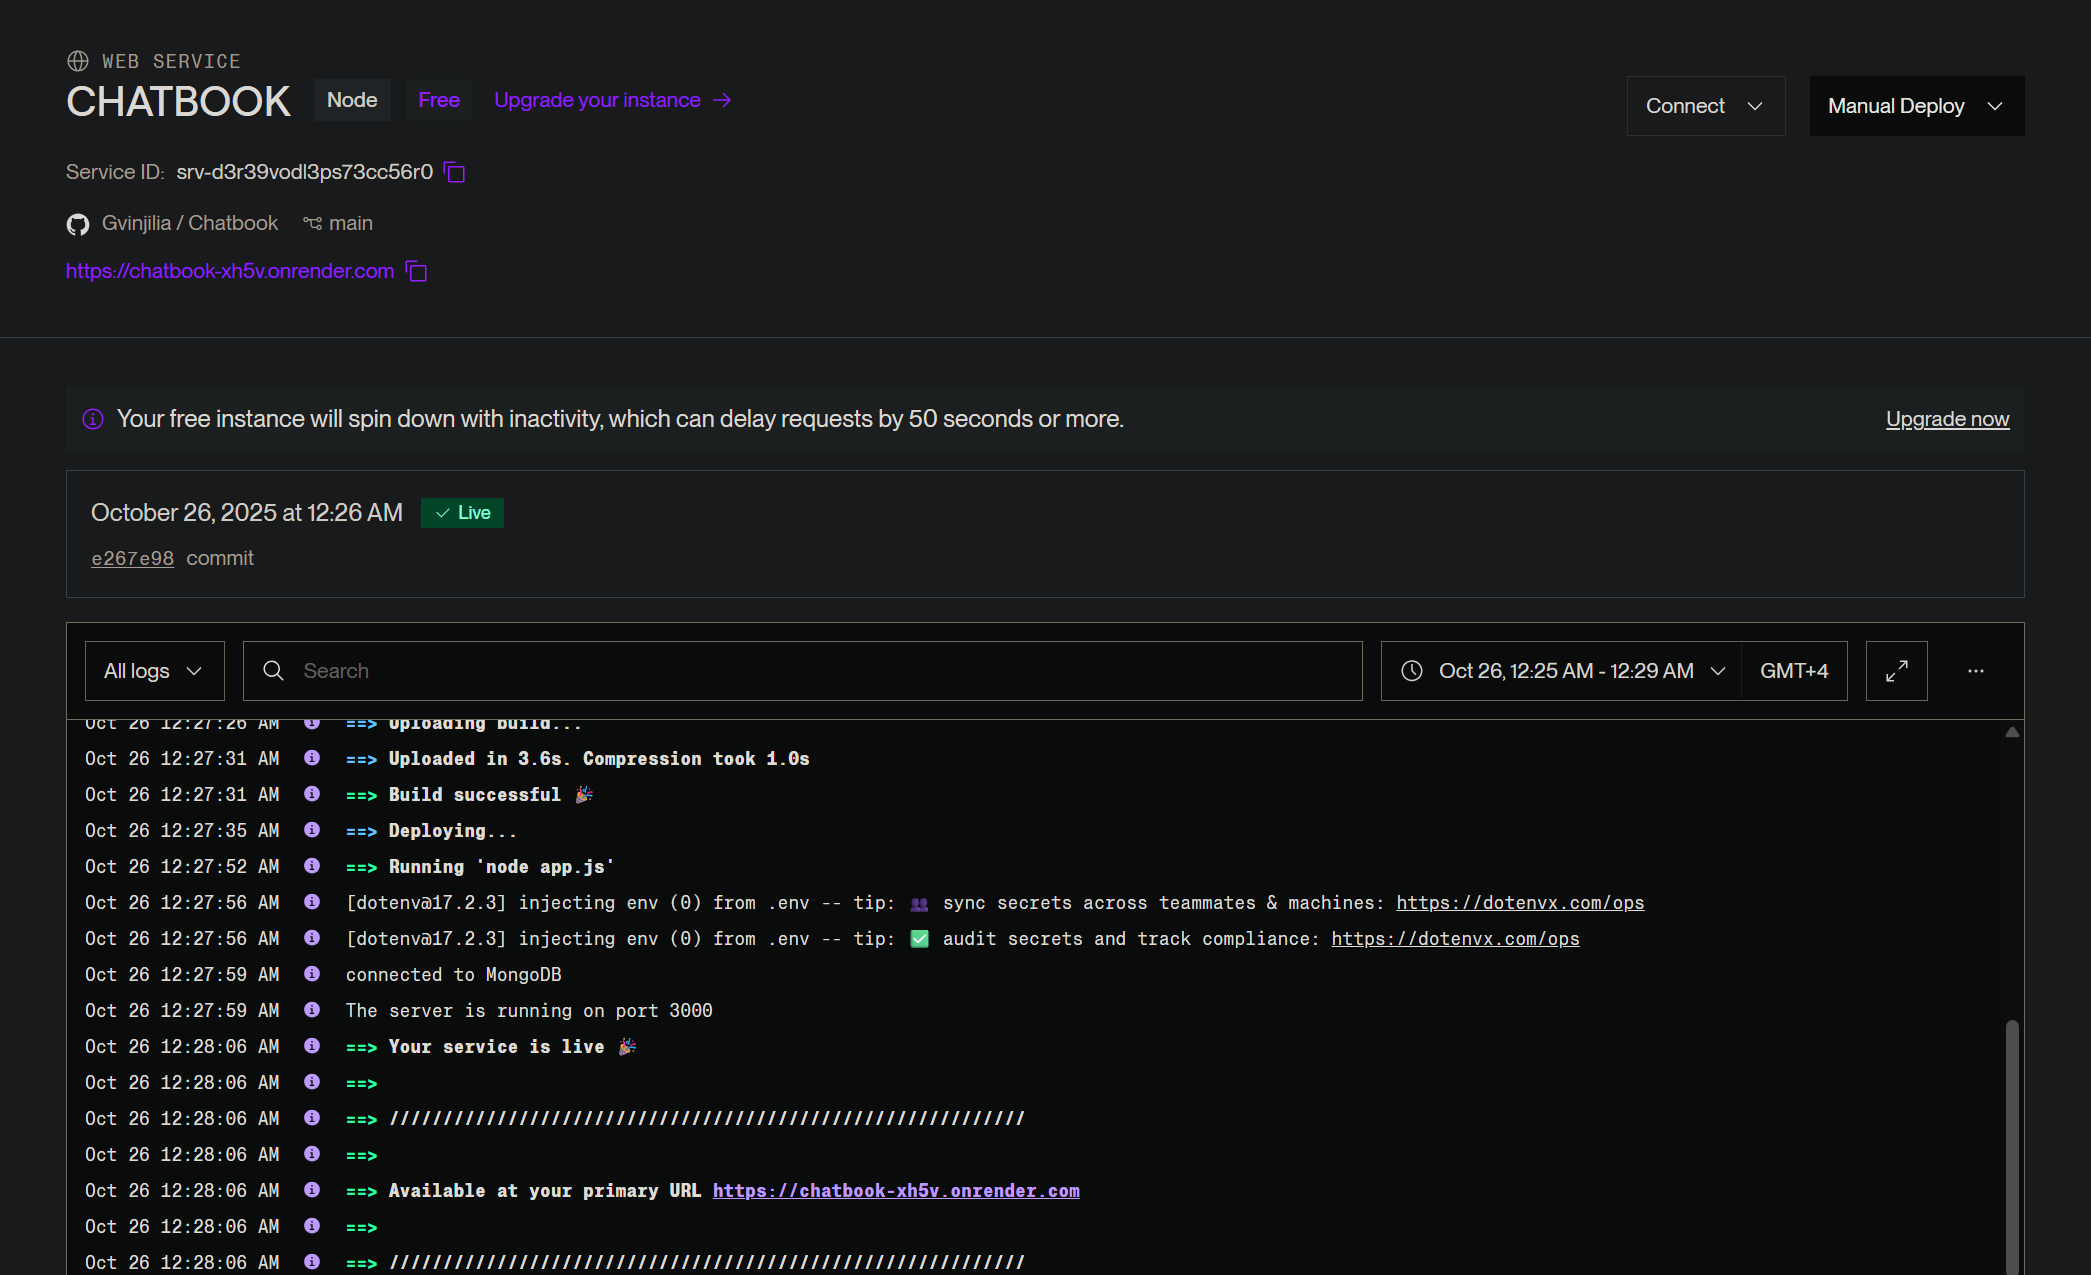 WEB SERVICE
CHATBOOK Node Free Upgrade your instance → Connect Manual Deploy
Service ID: srv-d3r39vodl3ps73cc56r0
Gvinjilia / Chatbook main
https://chatbook-xh5v.onrender.com
Your free instance will spin down with inactivity, which can delay requests by 50 seconds or more. Upgrade now
October 26, 2025 at 12:26 AM ✓ Live
e267e98 commit
All logs Search Oct 26, 12:25 AM - 12:29 AM GMT+4 ...
Oct 26 12:27:26 AM ==> Uploading build...
Oct 26 12:27:31 AM ==> Uploaded in 3.6s. Compression took 1.0s
Oct 26 12:27:31 AM ==> Build successful 🎉
Oct 26 12:27:35 AM ==> Deploying...
Oct 26 12:27:52 AM ==> Running 'node app.js'
Oct 26 12:27:56 AM [dotenv@17.2.3] injecting env (0) from .env -- tip: 👥 sync secrets across teammates & machines: https://dotenvx.com/ops
Oct 26 12:27:56 AM [dotenv@17.2.3] injecting env (0) from .env -- tip: ✅ audit secrets and track compliance: https://dotenvx.com/ops
Oct 26 12:27:59 AM connected to MongoDB
Oct 26 12:27:59 AM The server is running on port 3000
Oct 26 12:28:06 AM ==> Your service is live 🎉
Oct 26 12:28:06 AM ==>
Oct 26 12:28:06 AM ==> ///////////////////////////////////////////////////////////
Oct 26 12:28:06 AM ==>
Oct 26 12:28:06 AM ==> Available at your primary URL https://chatbook-xh5v.onrender.com
Oct 26 12:28:06 AM ==>
Oct 26 12:28:06 AM ==> ///////////////////////////////////////////////////////////